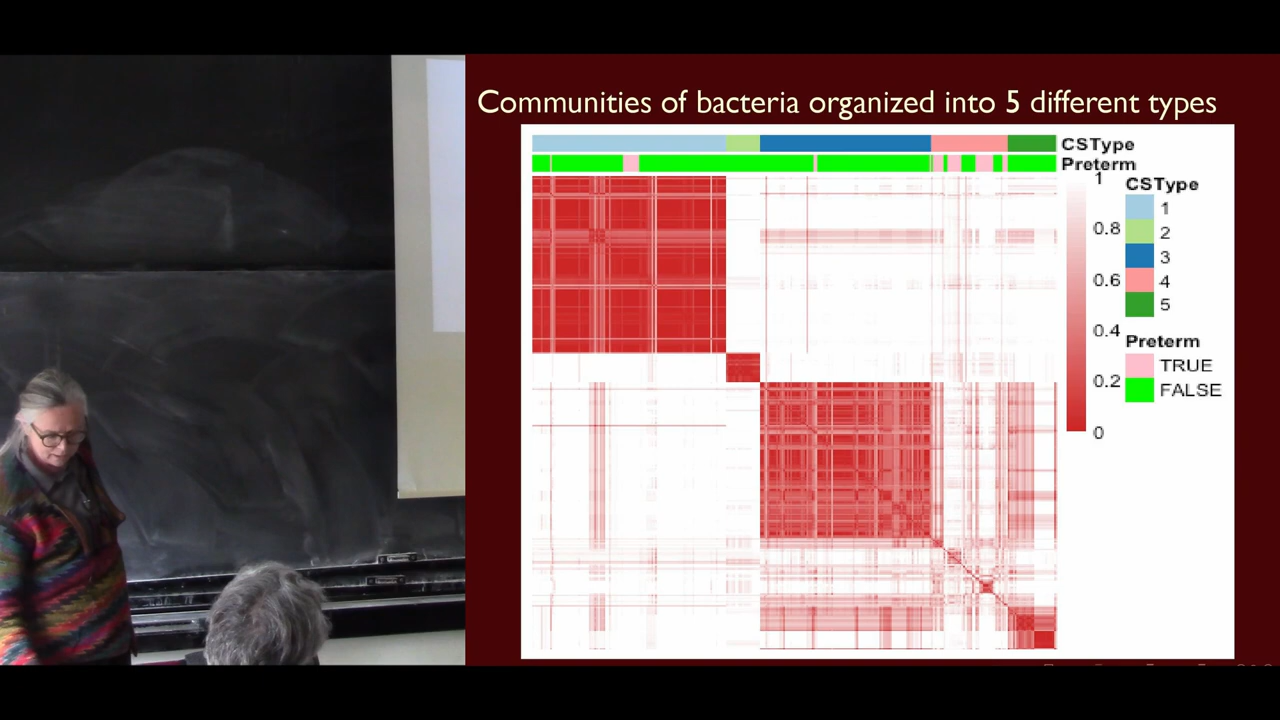 Communities of bacteria organized into 5 different types
CSType
Preterm
1
0.8
0.6
0.4
0.2
0
CSType
1
2
3
4
5
Preterm
TRUE
FALSE